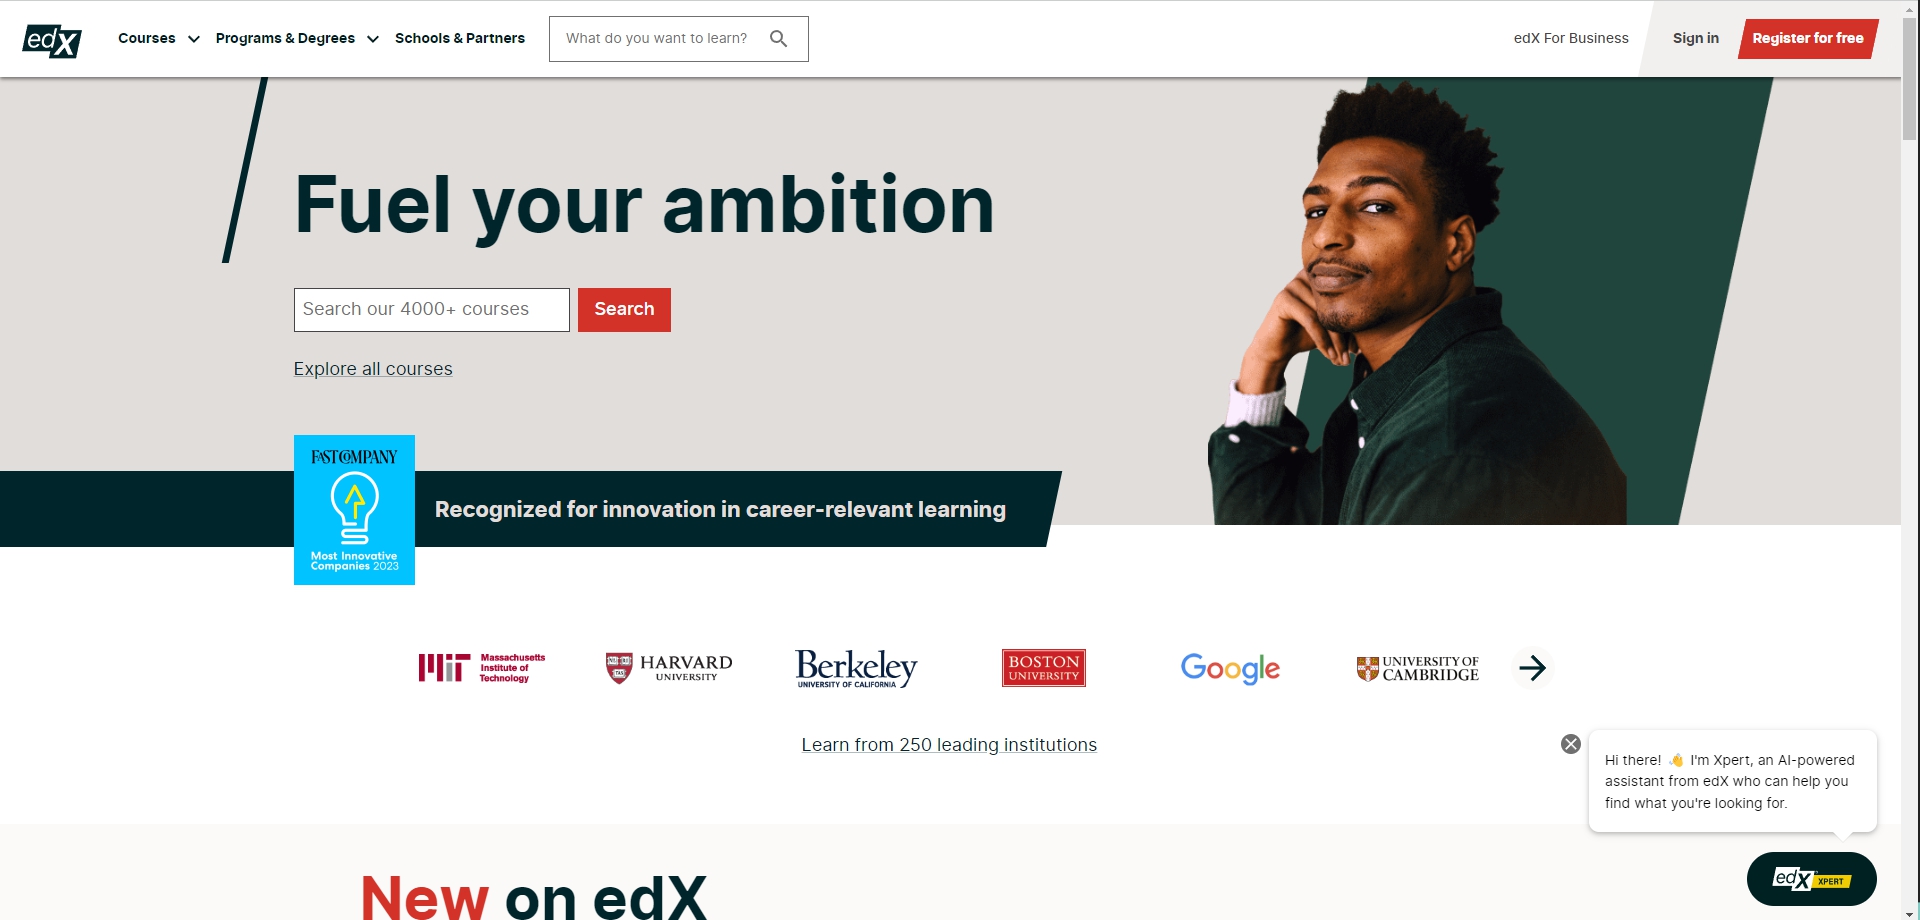 edX
Courses
Programs & Degrees
Schools & Partners
What do you want to learn?
edX For Business
Sign in
Register for free
Fuel your ambition
Search our 4000+ courses
Search
Explore all courses
FAST COMPANY
Most Innovative
Companies 2023
Recognized for innovation in career-relevant learning
MIT
Massachusetts
Institute of
Technology
HARVARD
UNIVERSITY
Berkeley
UNIVERSITY OF CALIFORNIA
BOSTON
UNIVERSITY
Google
UNIVERSITY OF
CAMBRIDGE
Learn from 250 leading institutions
Hi there! 👋 I'm Xpert, an AI-powered
assistant from edX who can help you
find what you're looking for.
edX XPERT
New on edX